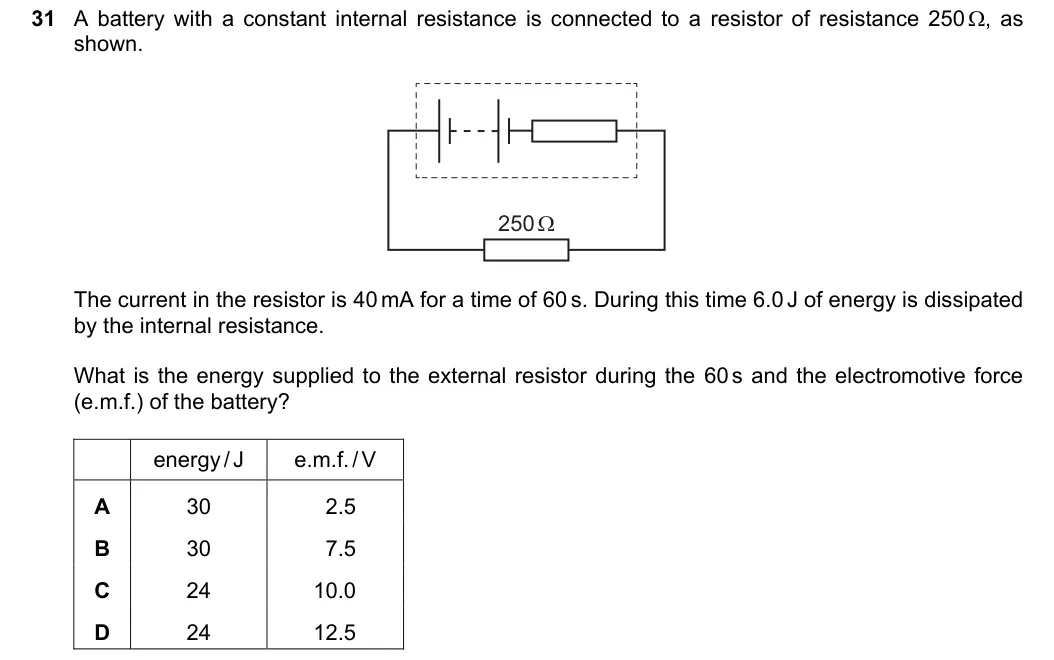 31 A battery with a constant internal resistance is connected to a resistor of resistance 250 Ω, as
shown.
250 Ω
The current in the resistor is 40 mA for a time of 60 s. During this time 6.0 J of energy is dissipated
by the internal resistance.
What is the energy supplied to the external resistor during the 60 s and the electromotive force
(e.m.f.) of the battery?
energy / J e.m.f. / V
A 30 2.5
B 30 7.5
C 24 10.0
D 24 12.5